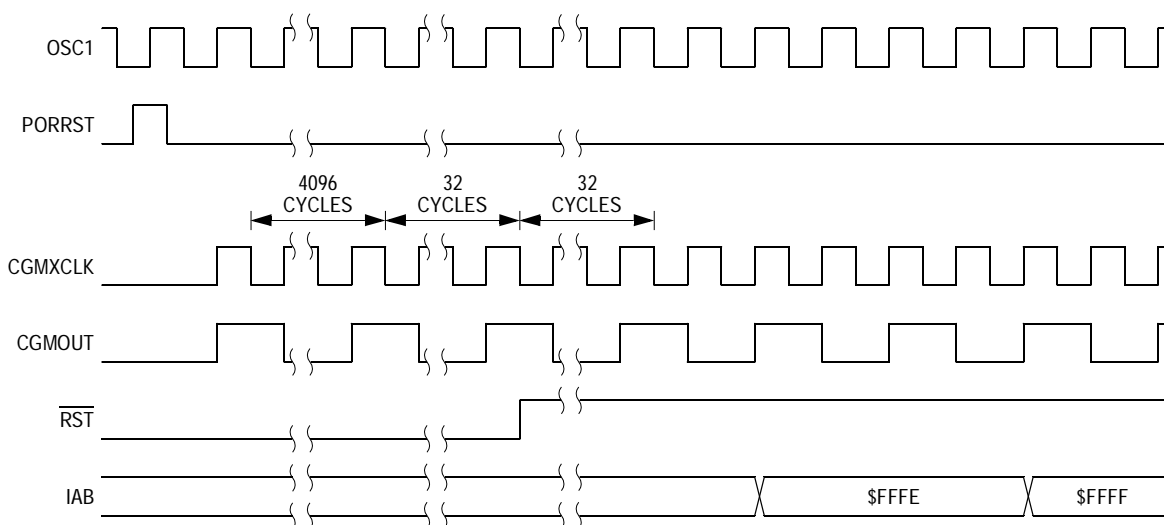 OSC1
PORRST
4096
CYCLES
32
CYCLES
32
CYCLES
CGMXCLK
CGMOUT
RST
IAB
$FFFE
$FFFF